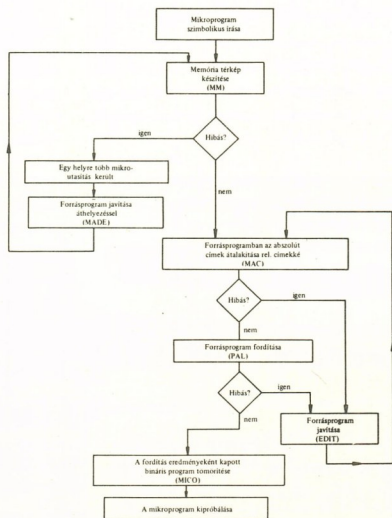 Mikroprogram
szimbolikus írása
Memória térkép
készítése
(MM)
igen
Hibás?
Egy helyre több mikro-
utasítás került
nem
Forrásprogram javítása
áthelyezéssel
(MADE)
Forrásprogramban az abszolút
címek átalakítása rel. címekké
(MAC)
Hibás?
igen
nem
Forrásprogram fordítása
(PAL)
Hibás?
igen
nem
Forrásprogram
javítása
(EDIT)
A fordítás eredményeként kapott
bináris program tömörítése
(MICO)
A mikroprogram kipróbálása